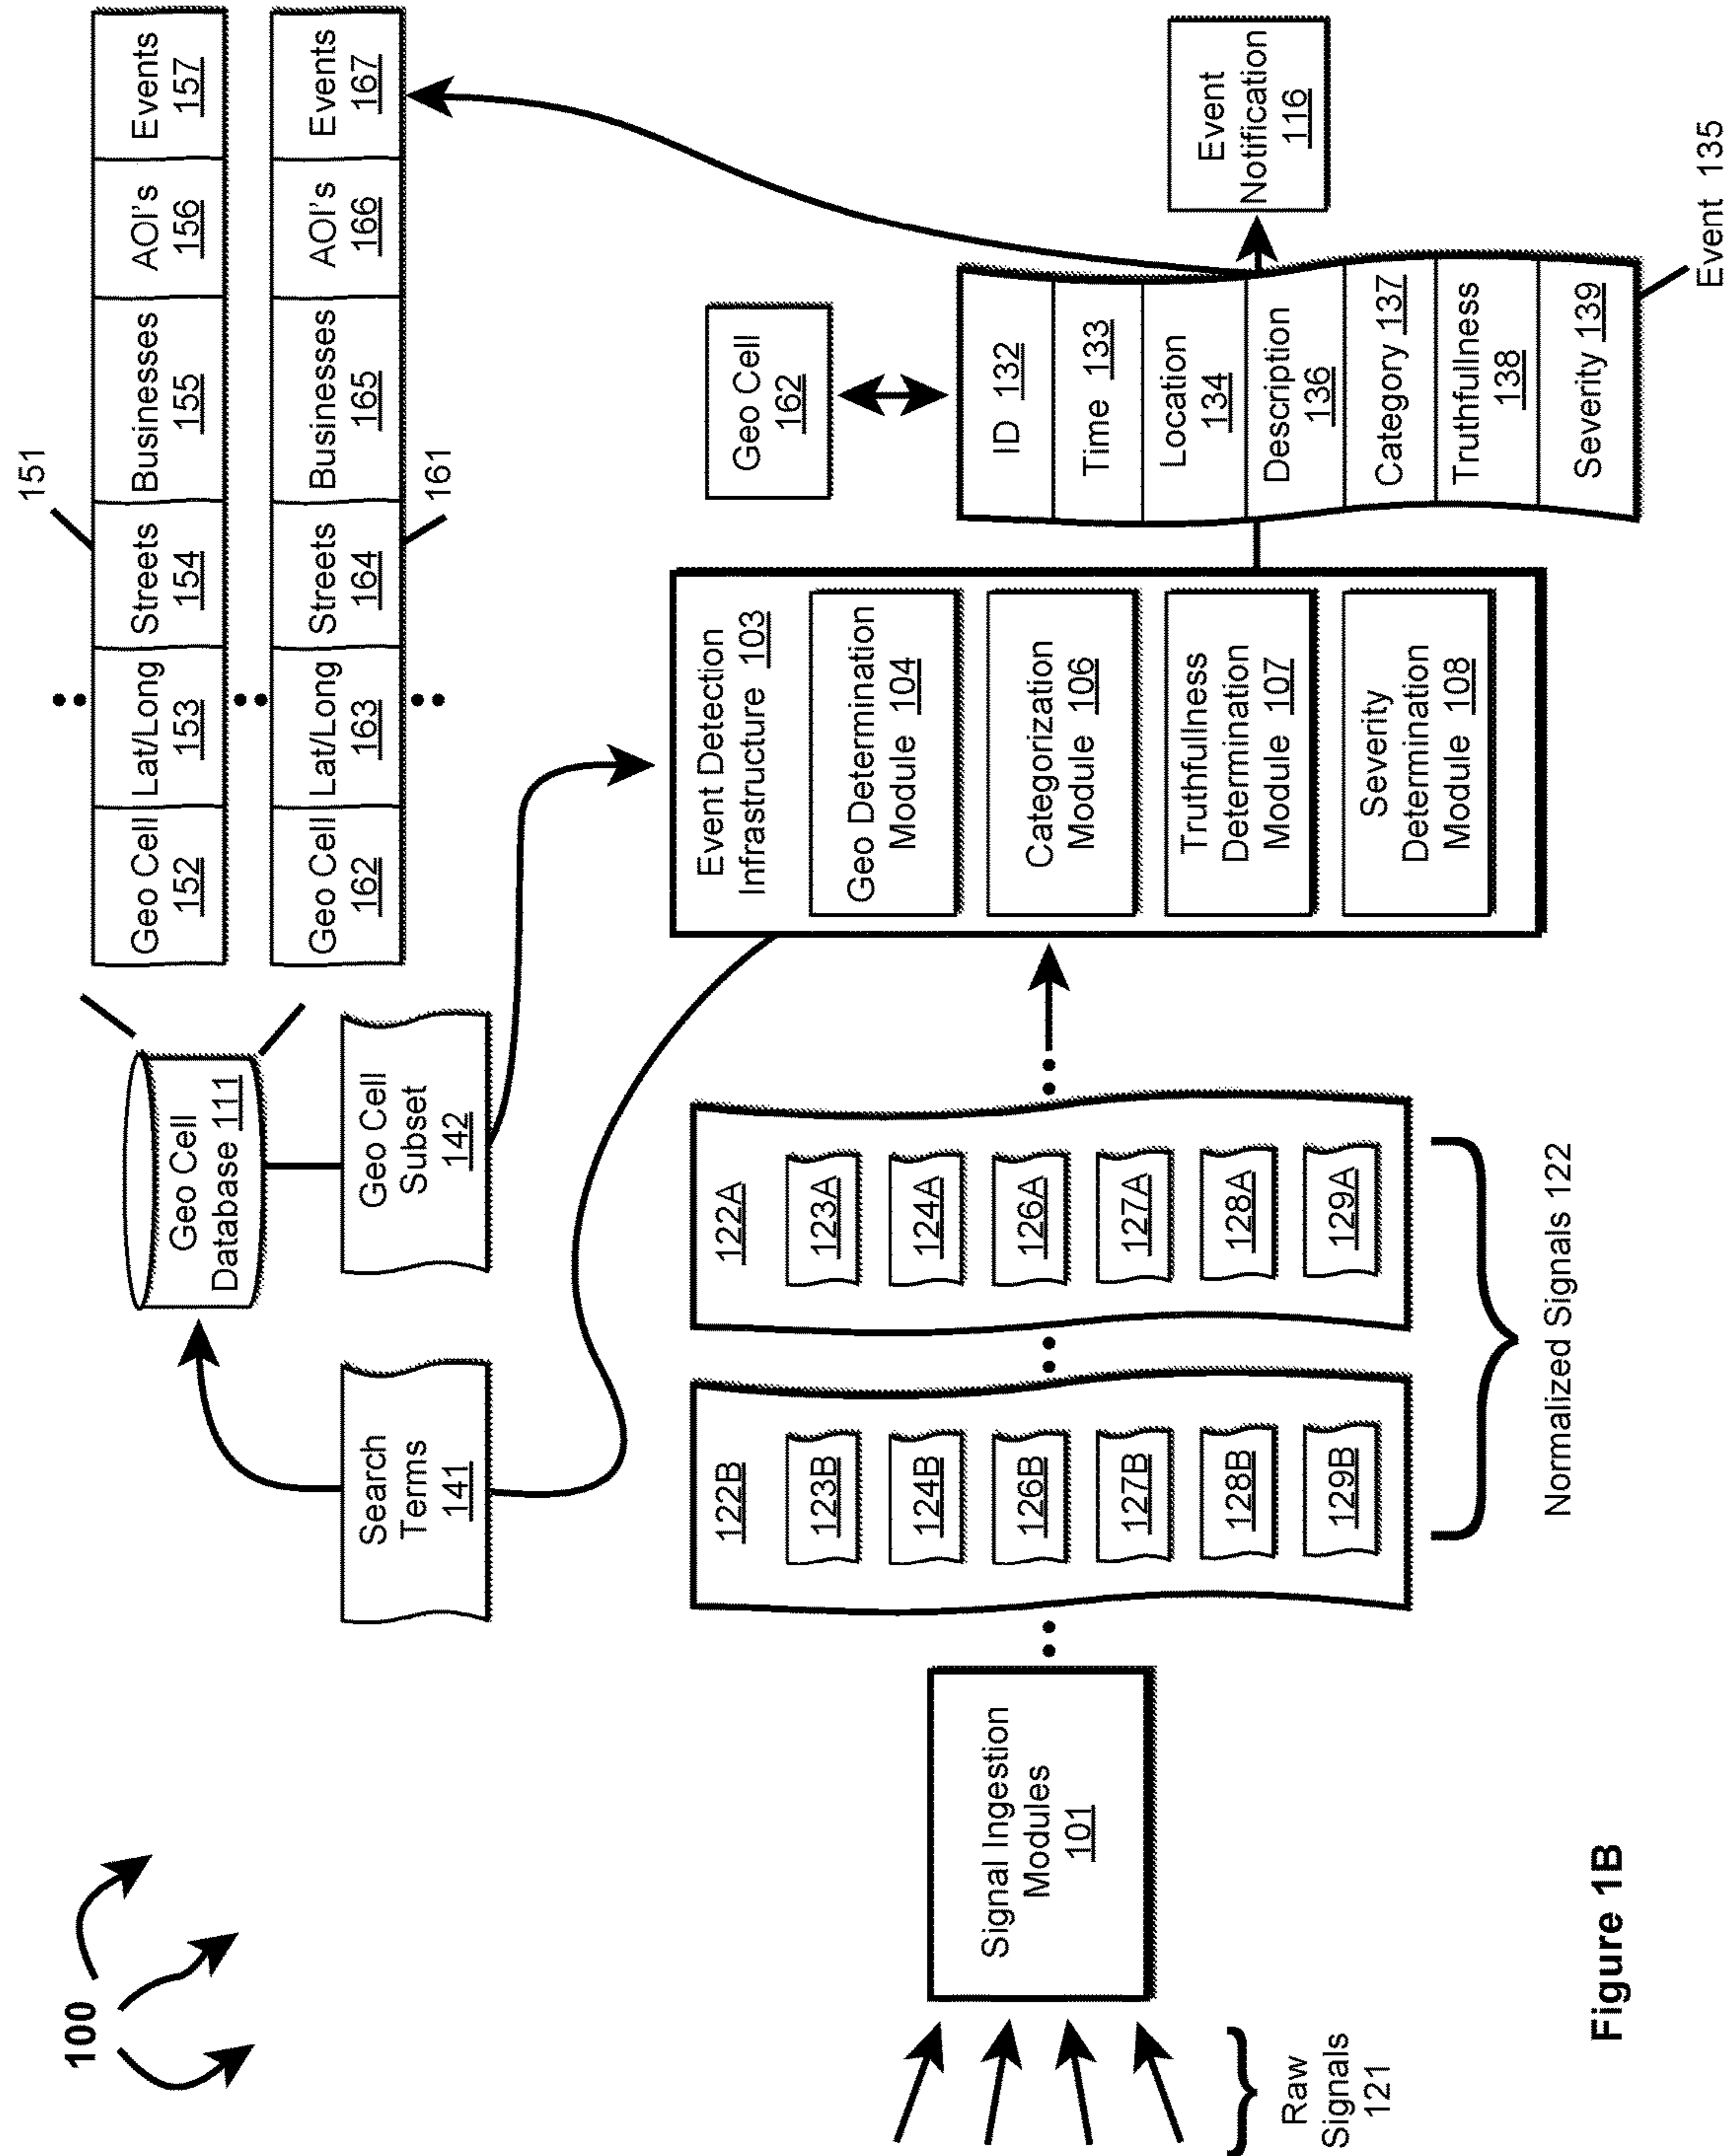 100
151
Geo Cell
152
Lat/Long
153
Streets
154
Businesses
155
AOI's
156
Events
157
Geo Cell
162
Lat/Long
163
Streets
164
Businesses
165
AOI's
166
Events
167
161
Geo Cell
Database 111
Search
Terms
141
Geo Cell
Subset
142
Raw
Signals
121
Signal Ingestion
Modules
101
122B
123B
124B
126B
127B
128B
129B
122A
123A
124A
126A
127A
128A
129A
Normalized Signals 122
Event Detection
Infrastructure 103
Geo Determination
Module 104
Categorization
Module 106
Truthfullness
Determination
Module 107
Severity
Determination
Module 108
Geo Cell
162
ID 132
Time 133
Location
134
Description
136
Category 137
Truthfullness
138
Severity 139
Event 135
Event
Notification
116
Figure 1B